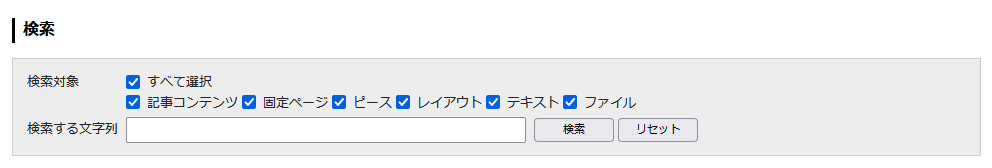 検索
検索対象 すべて選択
記事コンテンツ 固定ページ ピース レイアウト テキスト ファイル
検索する文字列 検索 リセット